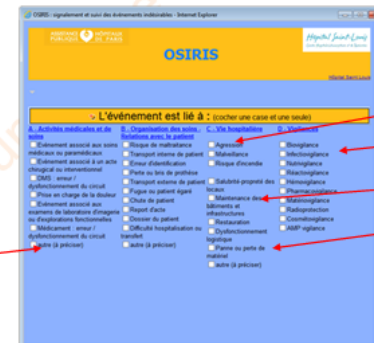 OSIRIS : signalement et suivi des événements indésirables - Internet Explorer
ASSISTANCE PUBLIQUE HÔPITAUX DE PARIS
OSIRIS
Hôpital Saint-Louis
Hôpital Saint-Louis
L'événement est lié à : (cocher une case et une seule)
A - Activités médicales et de soins
Evènement associé aux soins médicaux ou paramédicaux
Evènement associé à un acte chirurgical ou interventionnel
DMS : erreur / dysfonctionnement du circuit
Prise en charge de la douleur
Evènement associé aux examens de laboratoire d'imagerie ou explorations fonctionnelles
Médicament : erreur / dysfonctionnement du circuit
autre (à préciser)
B - Organisation des soins - Relations avec le patient
Risque de maltraitance
Transport interne de patient
Erreur d'identification
Perte ou bris de prothèse
Transport externe de patient
Fugue ou patient égaré
Chute de patient
Report d'acte
Dossier du patient
Difficulté hospitalisation ou transfert
autre (à préciser)
C - Vie hospitalière
Agression
Malveillance
Risque d'incendie
Salubrité-propreté des locaux
Maintenance des bâtiments et infrastructures
Restauration
Dysfonctionnement logistique
Panne ou perte de matériel
autre (à préciser)
D - Vigilances
Biovigilance
Infectiovigilance
Nutrivigilance
Réactovigilance
Hémovigilance
Pharmacovigilance
Matériovigilance
Radioprotection
Cosmétovigilance
AMP vigilance